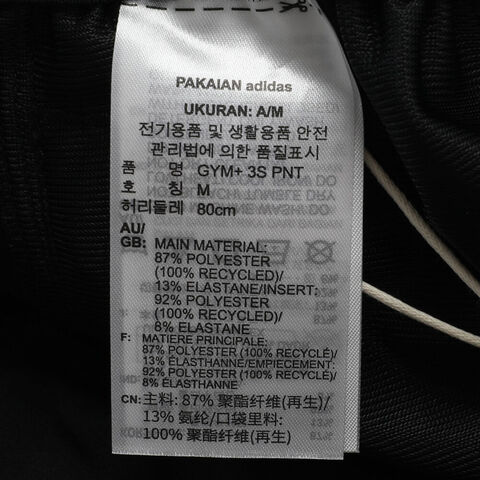 PAKAIAN adidas
UKURAN: A/M
전기용품 및 생활용품 안전
관리법에 의한 품질표시
품 명 GYM+ 3S PNT
호 칭 M
허리둘레 80cm
AU/
GB: MAIN MATERIAL:
87% POLYESTER
(100% RECYCLED)/
13% ELASTANE/INSERT:
92% POLYESTER
(100% RECYCLED)/
8% ELASTANE
F: MATIERE PRINCIPALE:
87% POLYESTER (100% RECYCLÉ)/
13% ÉLASTHANNE/EMPIECEMENT:
92% POLYESTER (100% RECYCLÉ)/
8% ÉLASTHANNE
CN: 主料: 87% 聚酯纤维(再生)/
13% 氨纶/口袋里料:
100% 聚酯纤维(再生)